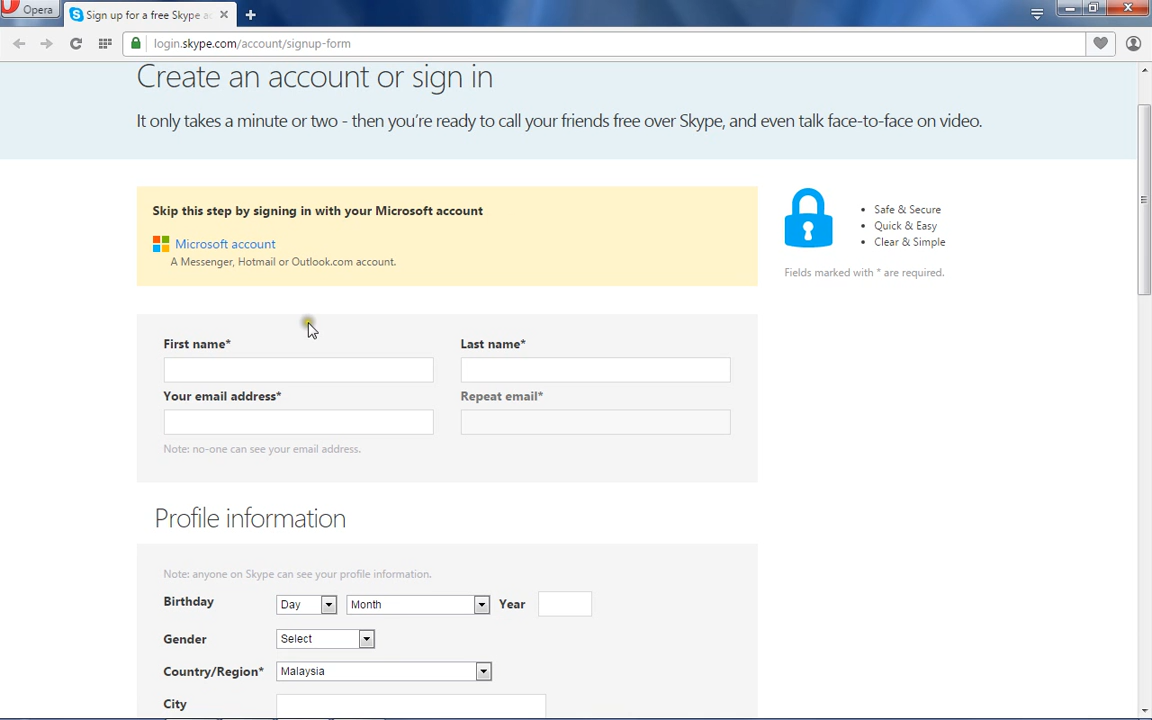 Opera
Sign up for a free Skype ac
login.skype.com/account/signup-form
Create an account or sign in
It only takes a minute or two - then you're ready to call your friends free over Skype, and even talk face-to-face on video.
Skip this step by signing in with your Microsoft account
Microsoft account
A Messenger, Hotmail or Outlook.com account.
• Safe & Secure
• Quick & Easy
• Clear & Simple
Fields marked with * are required.
First name* Last name*
Your email address* Repeat email*
Note: no-one can see your email address.
Profile information
Note: anyone on Skype can see your profile information.
Birthday Day Month Year
Gender Select
Country/Region* Malaysia
City